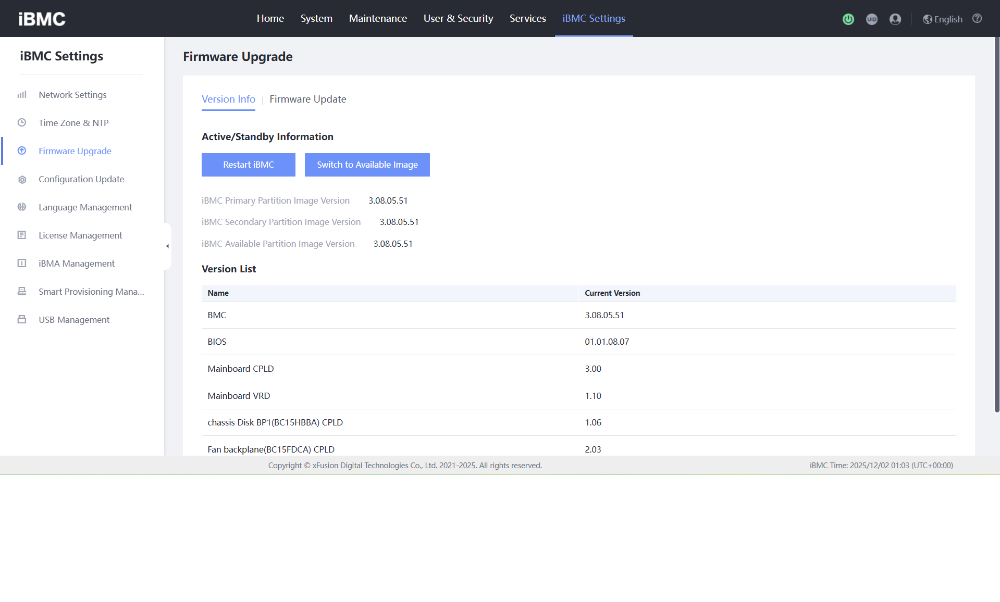 iBMC
Home System Maintenance User & Security Services iBMC Settings
UID English
iBMC Settings
Network Settings
Time Zone & NTP
Firmware Upgrade
Configuration Update
Language Management
License Management
iBMA Management
Smart Provisioning Mana...
USB Management
Firmware Upgrade
Version Info | Firmware Update
Active/Standby Information
Restart iBMC Switch to Available Image
iBMC Primary Partition Image Version 3.08.05.51
iBMC Secondary Partition Image Version 3.08.05.51
iBMC Available Partition Image Version 3.08.05.51
Version List
Name Current Version
BMC 3.08.05.51
BIOS 01.01.08.07
Mainboard CPLD 3.00
Mainboard VRD 1.10
chassis Disk BP1(BC15HBBA) CPLD 1.06
Fan backplane(BC15FDCA) CPLD 2.03
Copyright © xFusion Digital Technologies Co., Ltd. 2021-2025. All rights reserved. iBMC Time: 2025/12/02 01:03 (UTC+00:00)